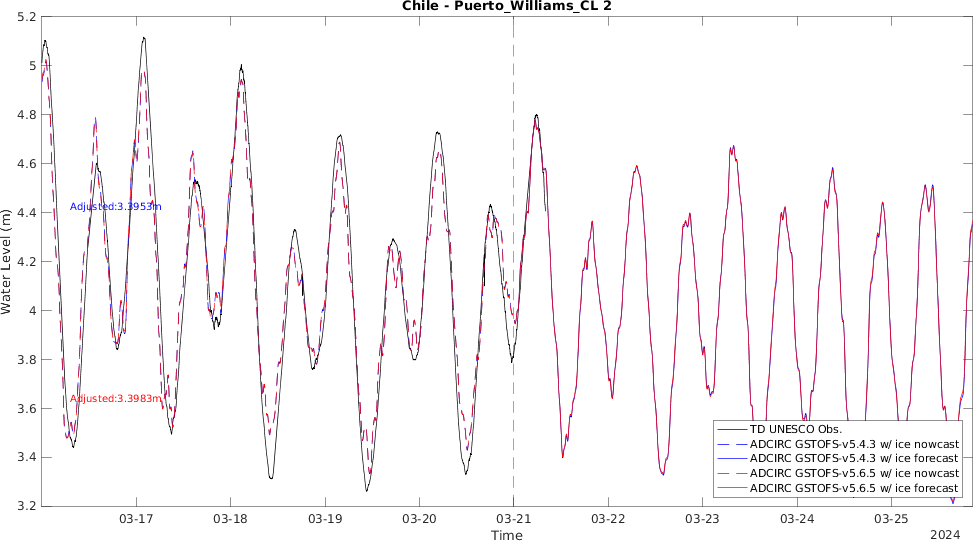 Chile - Puerto_Williams_CL 2
5.2
5
4.8
4.6
4.4
4.2
4
3.8
3.6
3.4
3.2
Water Level (m)
Adjusted:3.3953m
Adjusted:3.3983m
TD UNESCO Obs.
ADCIRC GSTOFS-v5.4.3 w/ ice nowcast
ADCIRC GSTOFS-v5.4.3 w/ ice forecast
ADCIRC GSTOFS-v5.6.5 w/ ice nowcast
ADCIRC GSTOFS-v5.6.5 w/ ice forecast
03-17 03-18 03-19 03-20 03-21 03-22 03-23 03-24 03-25
Time
2024